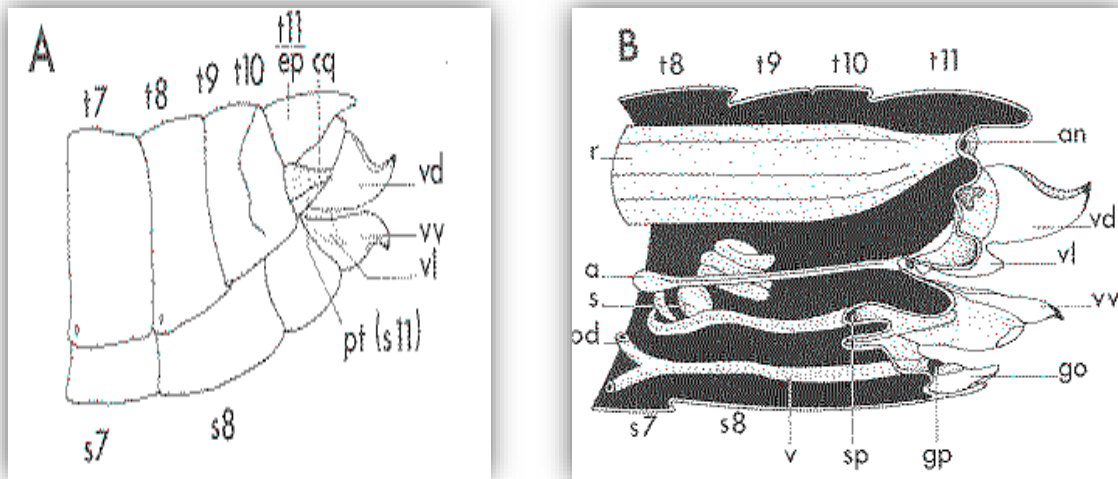 A
t7
t8
t9
t10
t11
ep
cq
vd
vv
vl
pt (s11)
s7
s8
B
t8
t9
t10
t11
r
an
vd
a
vl
s
vv
od
go
s7
s8
v
sp
gp